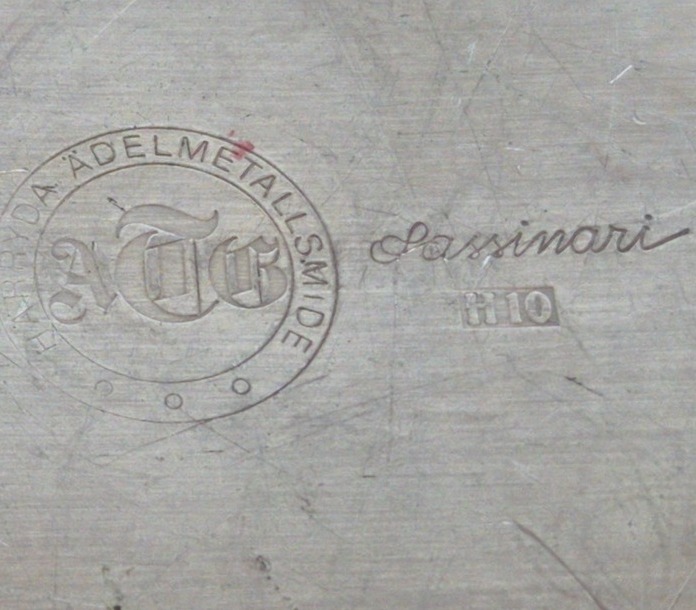 HÄRRYDA ÄDELMETALLSMIDE
ATG
Sassinari
H10